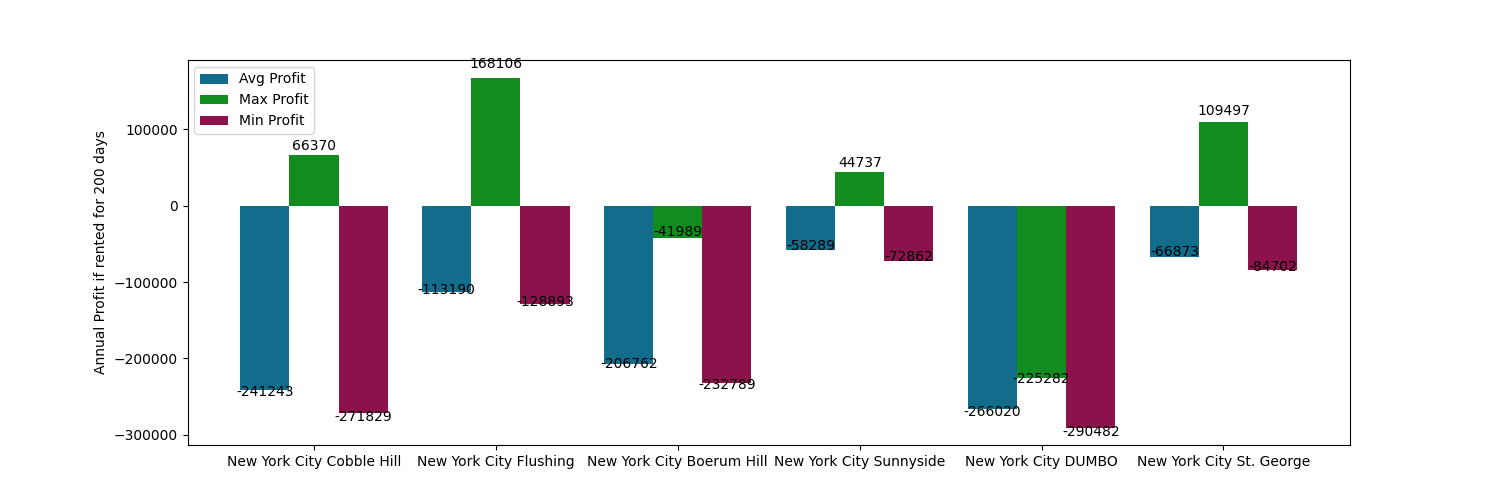 168106
Avg Profit
Max Profit
Min Profit
109497
66370
44737
-41989
-58289
-66873
-72862
-84702
-113190
-128893
-206762
-225282
-232789
-241243
-266020
-271829
-290482
Annual Profit if rented for 200 days
100000
0
−100000
−200000
−300000
New York City Cobble Hill
New York City Flushing
New York City Boerum Hill
New York City Sunnyside
New York City DUMBO
New York City St. George